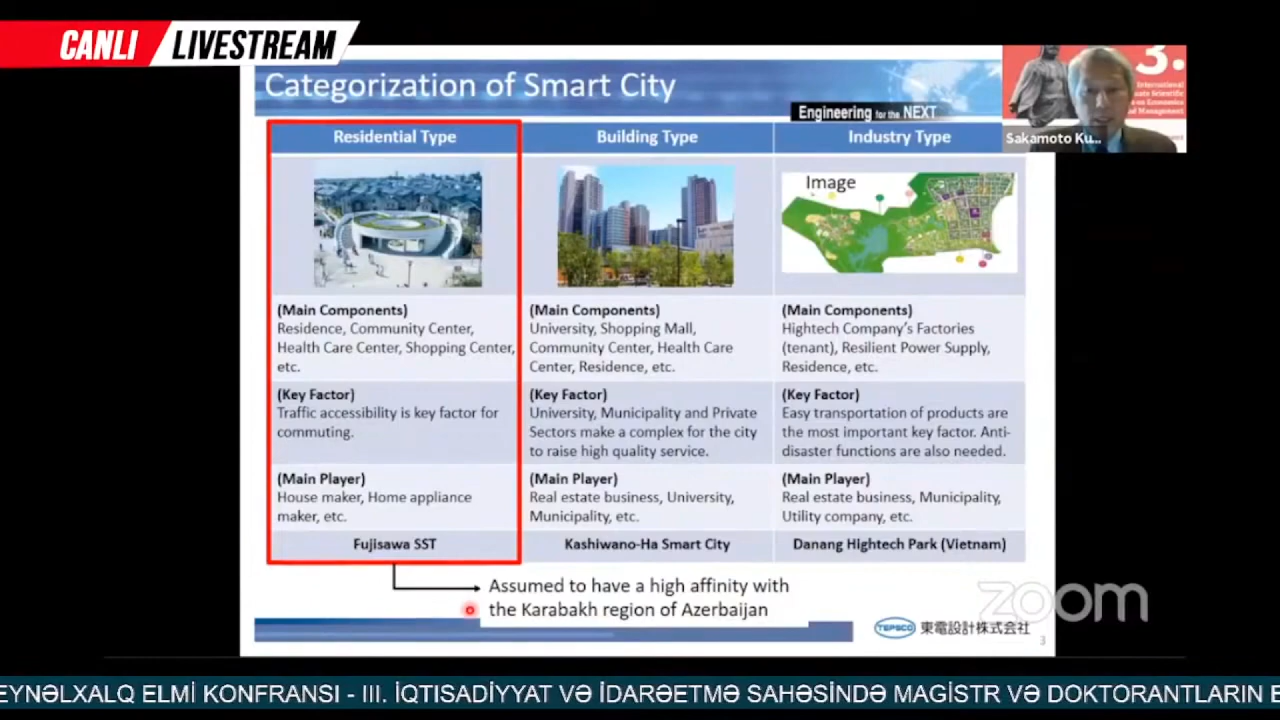 CANLI LIVESTREAM
Categorization of Smart City
Engineering for the NEXT
3.
International
on Economics
Sakamoto Ku...
Residential Type
Building Type
Industry Type
Image
(Main Components)
Residence, Community Center,
Health Care Center, Shopping Center,
etc.
(Main Components)
University, Shopping Mall,
Community Center, Health Care
Center, Residence, etc.
(Main Components)
Hightech Company's Factories
(tenant), Resilient Power Supply,
Residence, etc.
(Key Factor)
Traffic accessibility is key factor for
commuting.
(Key Factor)
University, Municipality and Private
Sectors make a complex for the city
to raise high quality service.
(Key Factor)
Easy transportation of products are
the most important key factor. Anti-
disaster functions are also needed.
(Main Player)
House maker, Home appliance
maker, etc.
(Main Player)
Real estate business, University,
Municipality, etc.
(Main Player)
Real estate business, Municipality,
Utility company, etc.
Fujisawa SST
Kashiwano-Ha Smart City
Danang Hightech Park (Vietnam)
Assumed to have a high affinity with
the Karabakh region of Azerbaijan
zoom
TEPSCO 東電設計株式会社
3
EYNƏLXALQ ELMİ KONFRANSI - III. İQTİSADİYYAT VƏ İDARƏETMƏ SAHƏSİNDƏ MAGİSTR VƏ DOKTORANTLARIN